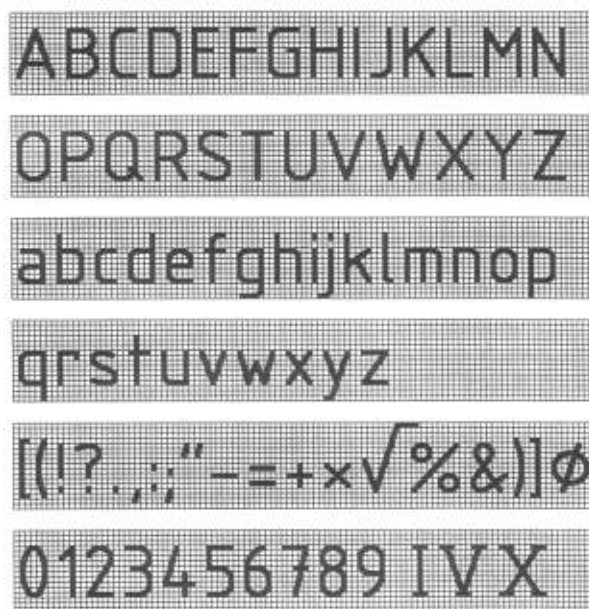 ABCDEFGHIJKLMN
OPQRSTUVWXYZ
abcdefghijklmnop
qrstuvwxyz
[(!?.,:;"-=+×√%&)]Ø
0123456789 IVX